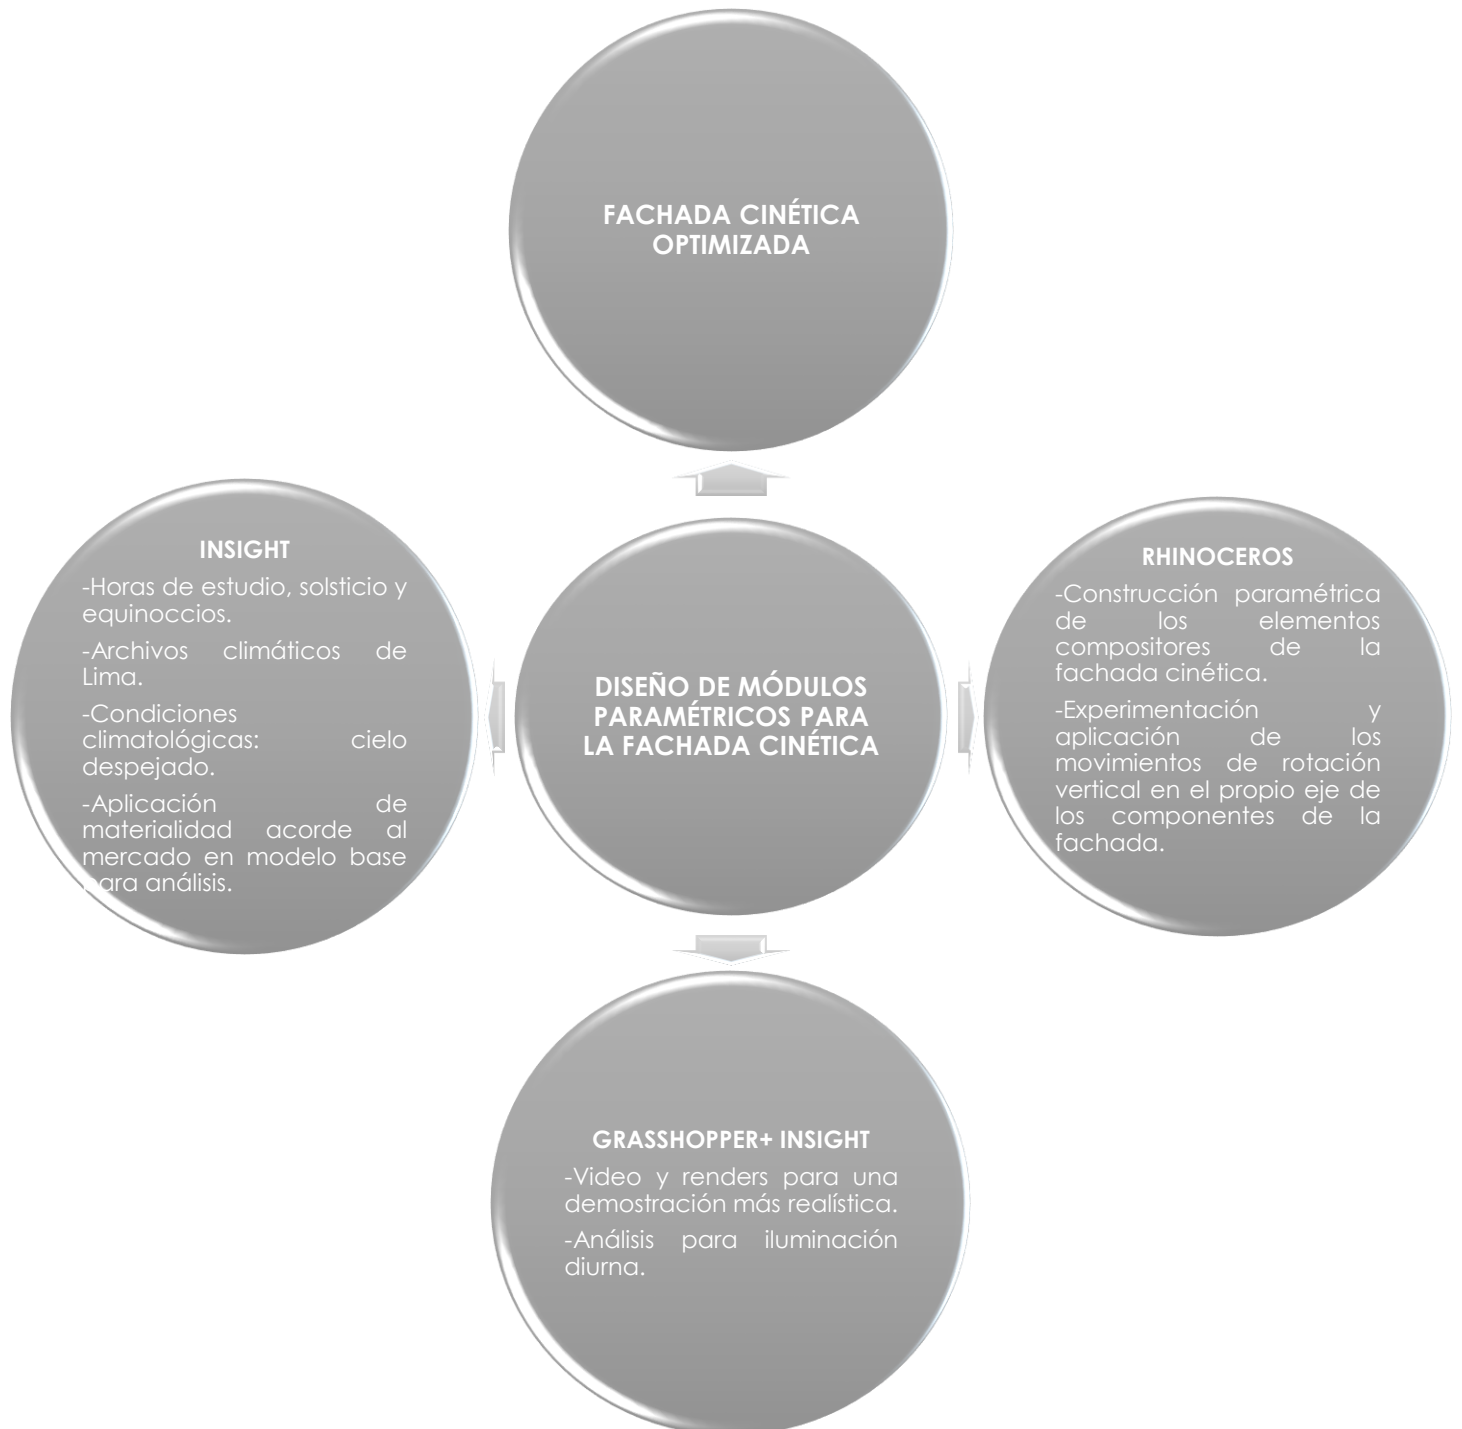 FACHADA CINÉTICA
OPTIMIZADA
INSIGHT
-Horas de estudio, solsticio y
equinoccios.
-Archivos climáticos de
Lima.
-Condiciones
climatológicas: cielo
despejado.
-Aplicación de
materialidad acorde al
mercado en modelo base
para análisis.
DISEÑO DE MÓDULOS
PARAMÉTRICOS PARA
LA FACHADA CINÉTICA
RHINOCEROS
-Construcción paramétrica
de los elementos
compositores de la
fachada cinética.
-Experimentación y
aplicación de los
movimientos de rotación
vertical en el propio eje de
los componentes de la
fachada.
GRASSHOPPER+ INSIGHT
-Video y renders para una
demostración más realística.
-Análisis para iluminación
diurna.